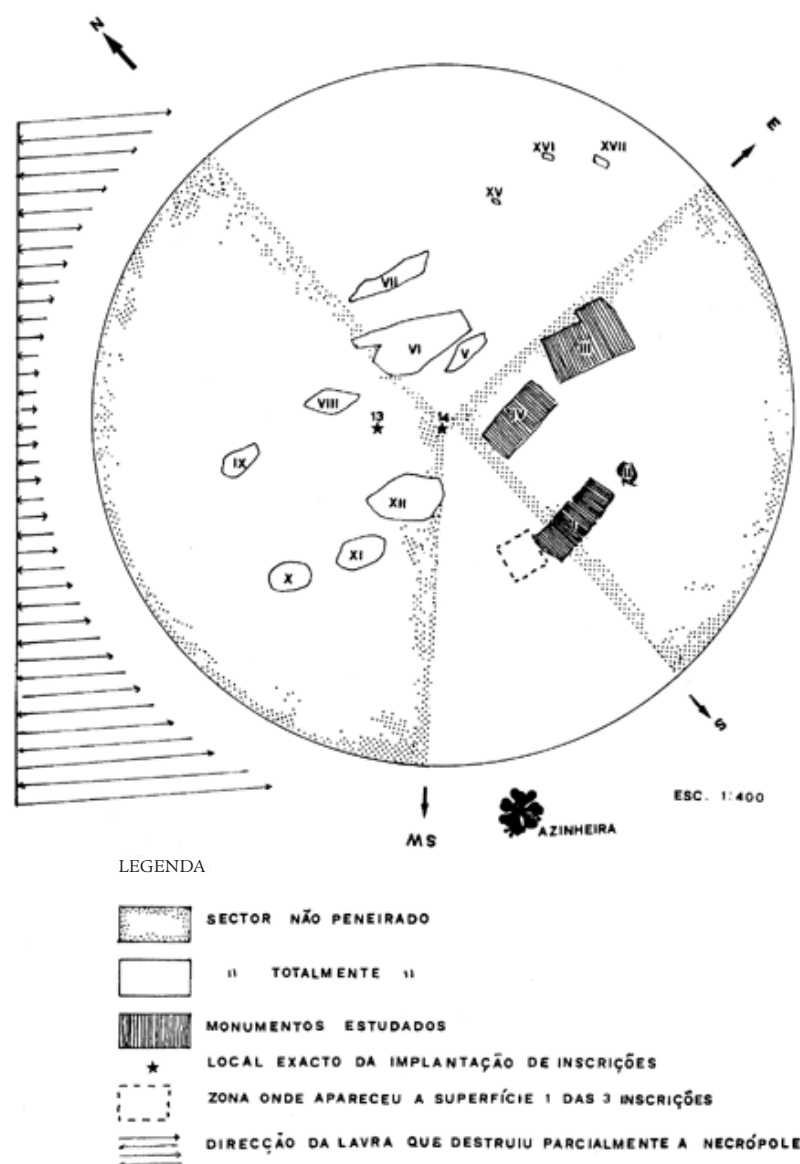 N
E
XVI
XVII
XV
VII
III
VI
V
VIII
13
14
IV
IX
II
XII
I
XI
X
S
ESC. 1:400
SW
AZINHEIRA
LEGENDA
SECTOR NÃO PENEIRADO
" TOTALMENTE "
MONUMENTOS ESTUDADOS
LOCAL EXACTO DA IMPLANTAÇÃO DE INSCRIÇÕES
ZONA ONDE APARECEU A SUPERFÍCIE 1 DAS 3 INSCRIÇÕES
DIRECÇÃO DA LAVRA QUE DESTRUIU PARCIALMENTE A NECRÓPOLE